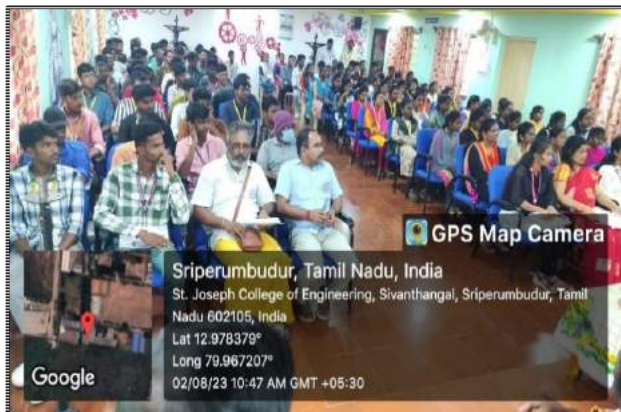 GPS Map Camera
Sriperumbudur, Tamil Nadu, India
St. Joseph College of Engineering, Sivanthangal, Sriperumbudur, Tamil
Nadu 602105, India
Lat 12.978379°
Long 79.967207°
02/08/23 10:47 AM GMT +05:30
Google